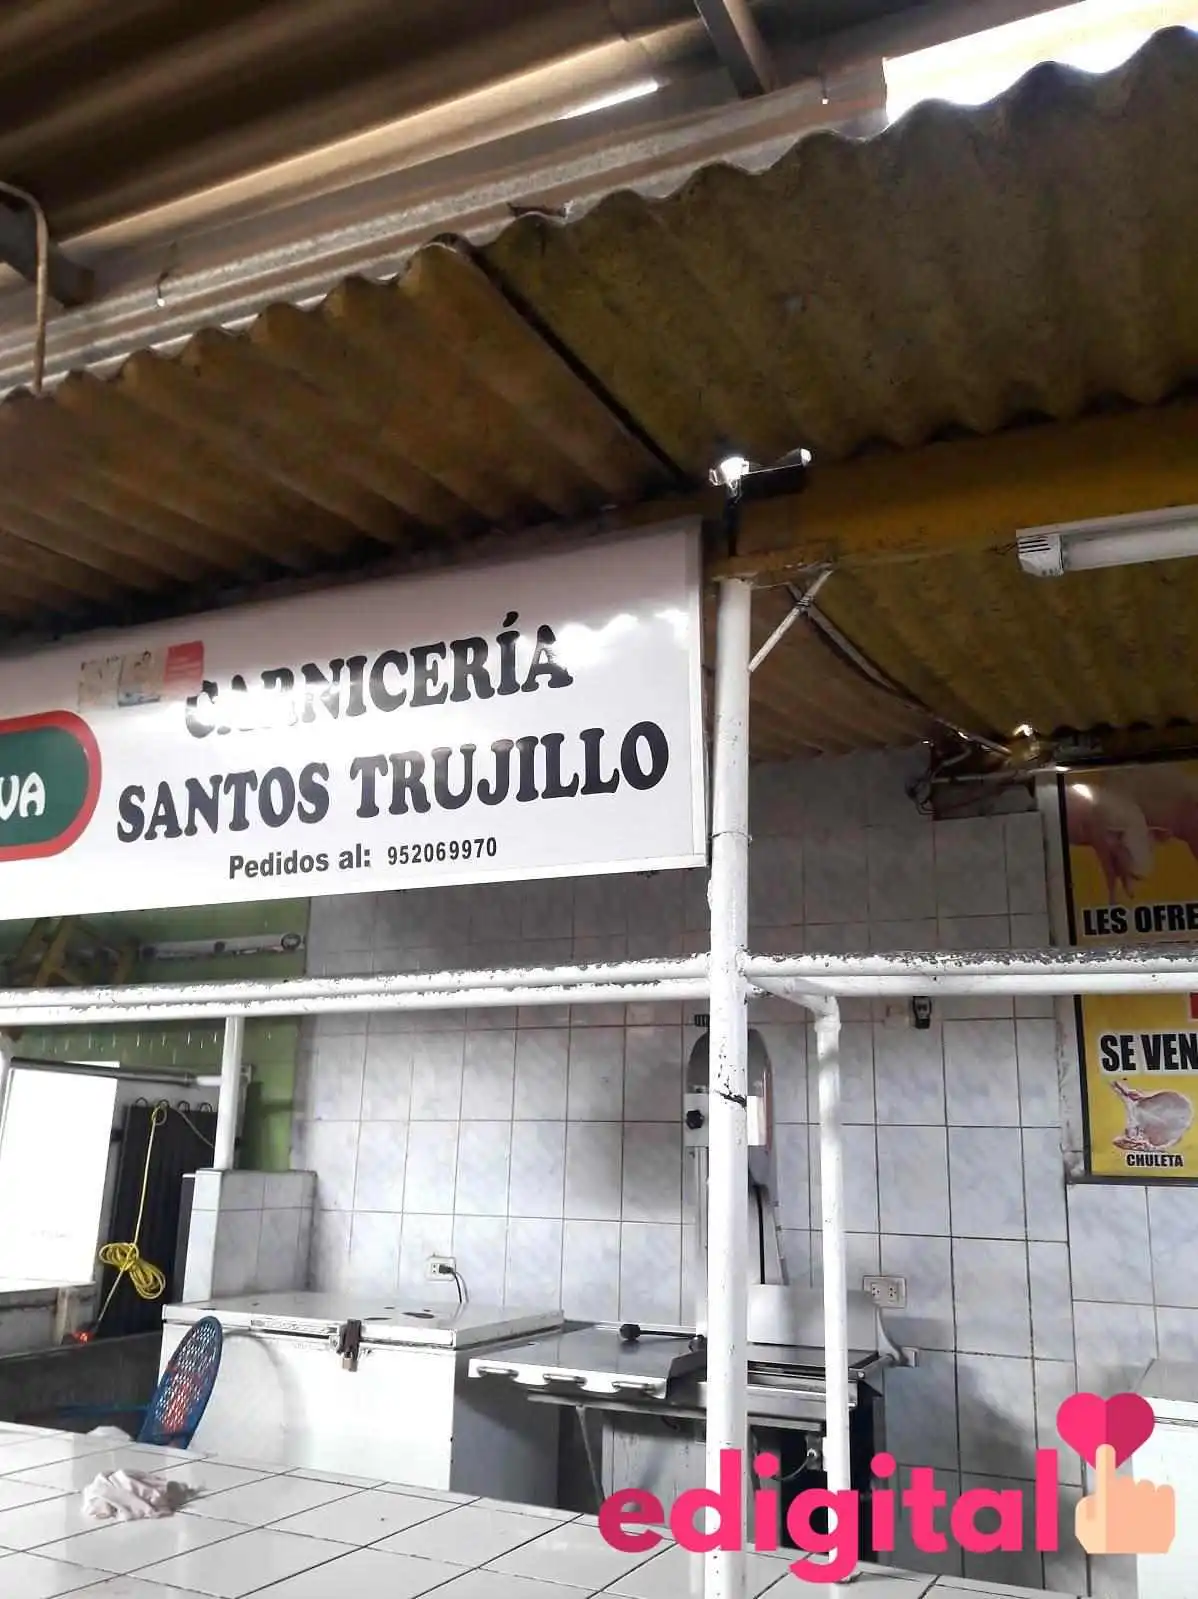 CARNICERÍA
SANTOS TRUJILLO
Pedidos al: 952069970
LES OFRE
SE VEN
CHULETA
edigital